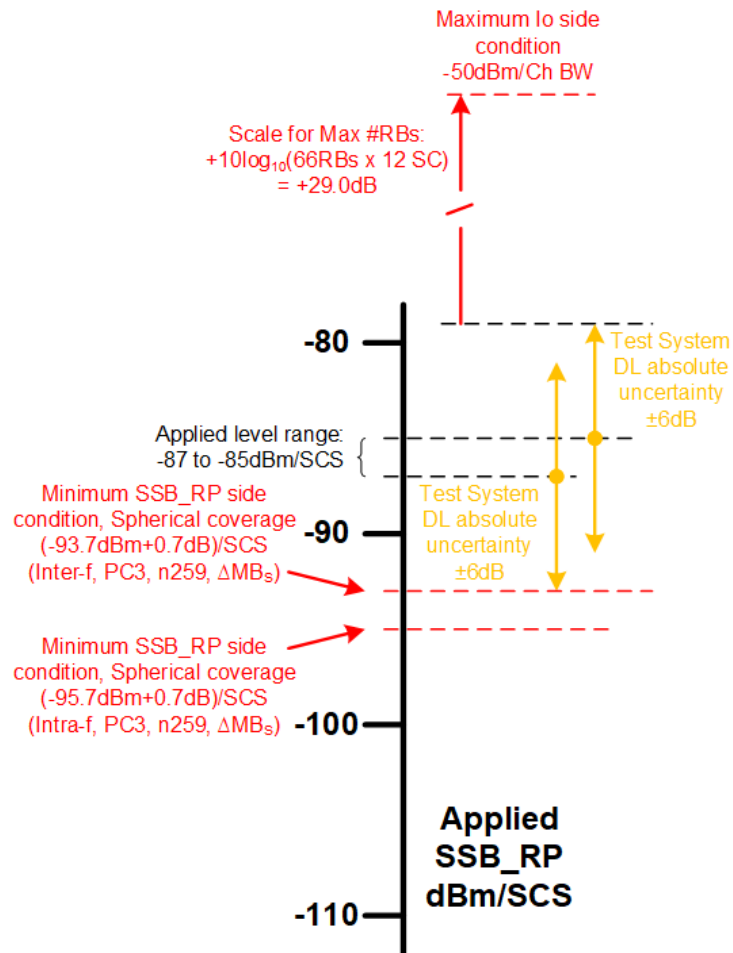 Maximum Io side
condition
-50dBm/Ch BW
Scale for Max #RBs:
+10log₁₀(66RBs x 12 SC)
= +29.0dB
-80
Test System
DL absolute
uncertainty
±6dB
Applied level range:
-87 to -85dBm/SCS
Minimum SSB_RP side
condition, Spherical coverage
(-93.7dBm+0.7dB)/SCS
(Inter-f, PC3, n259, ΔMBₛ)
Test System
DL absolute
uncertainty
±6dB
-90
Minimum SSB_RP side
condition, Spherical coverage
(-95.7dBm+0.7dB)/SCS
(Intra-f, PC3, n259, ΔMBₛ)
-100
Applied
SSB_RP
dBm/SCS
-110